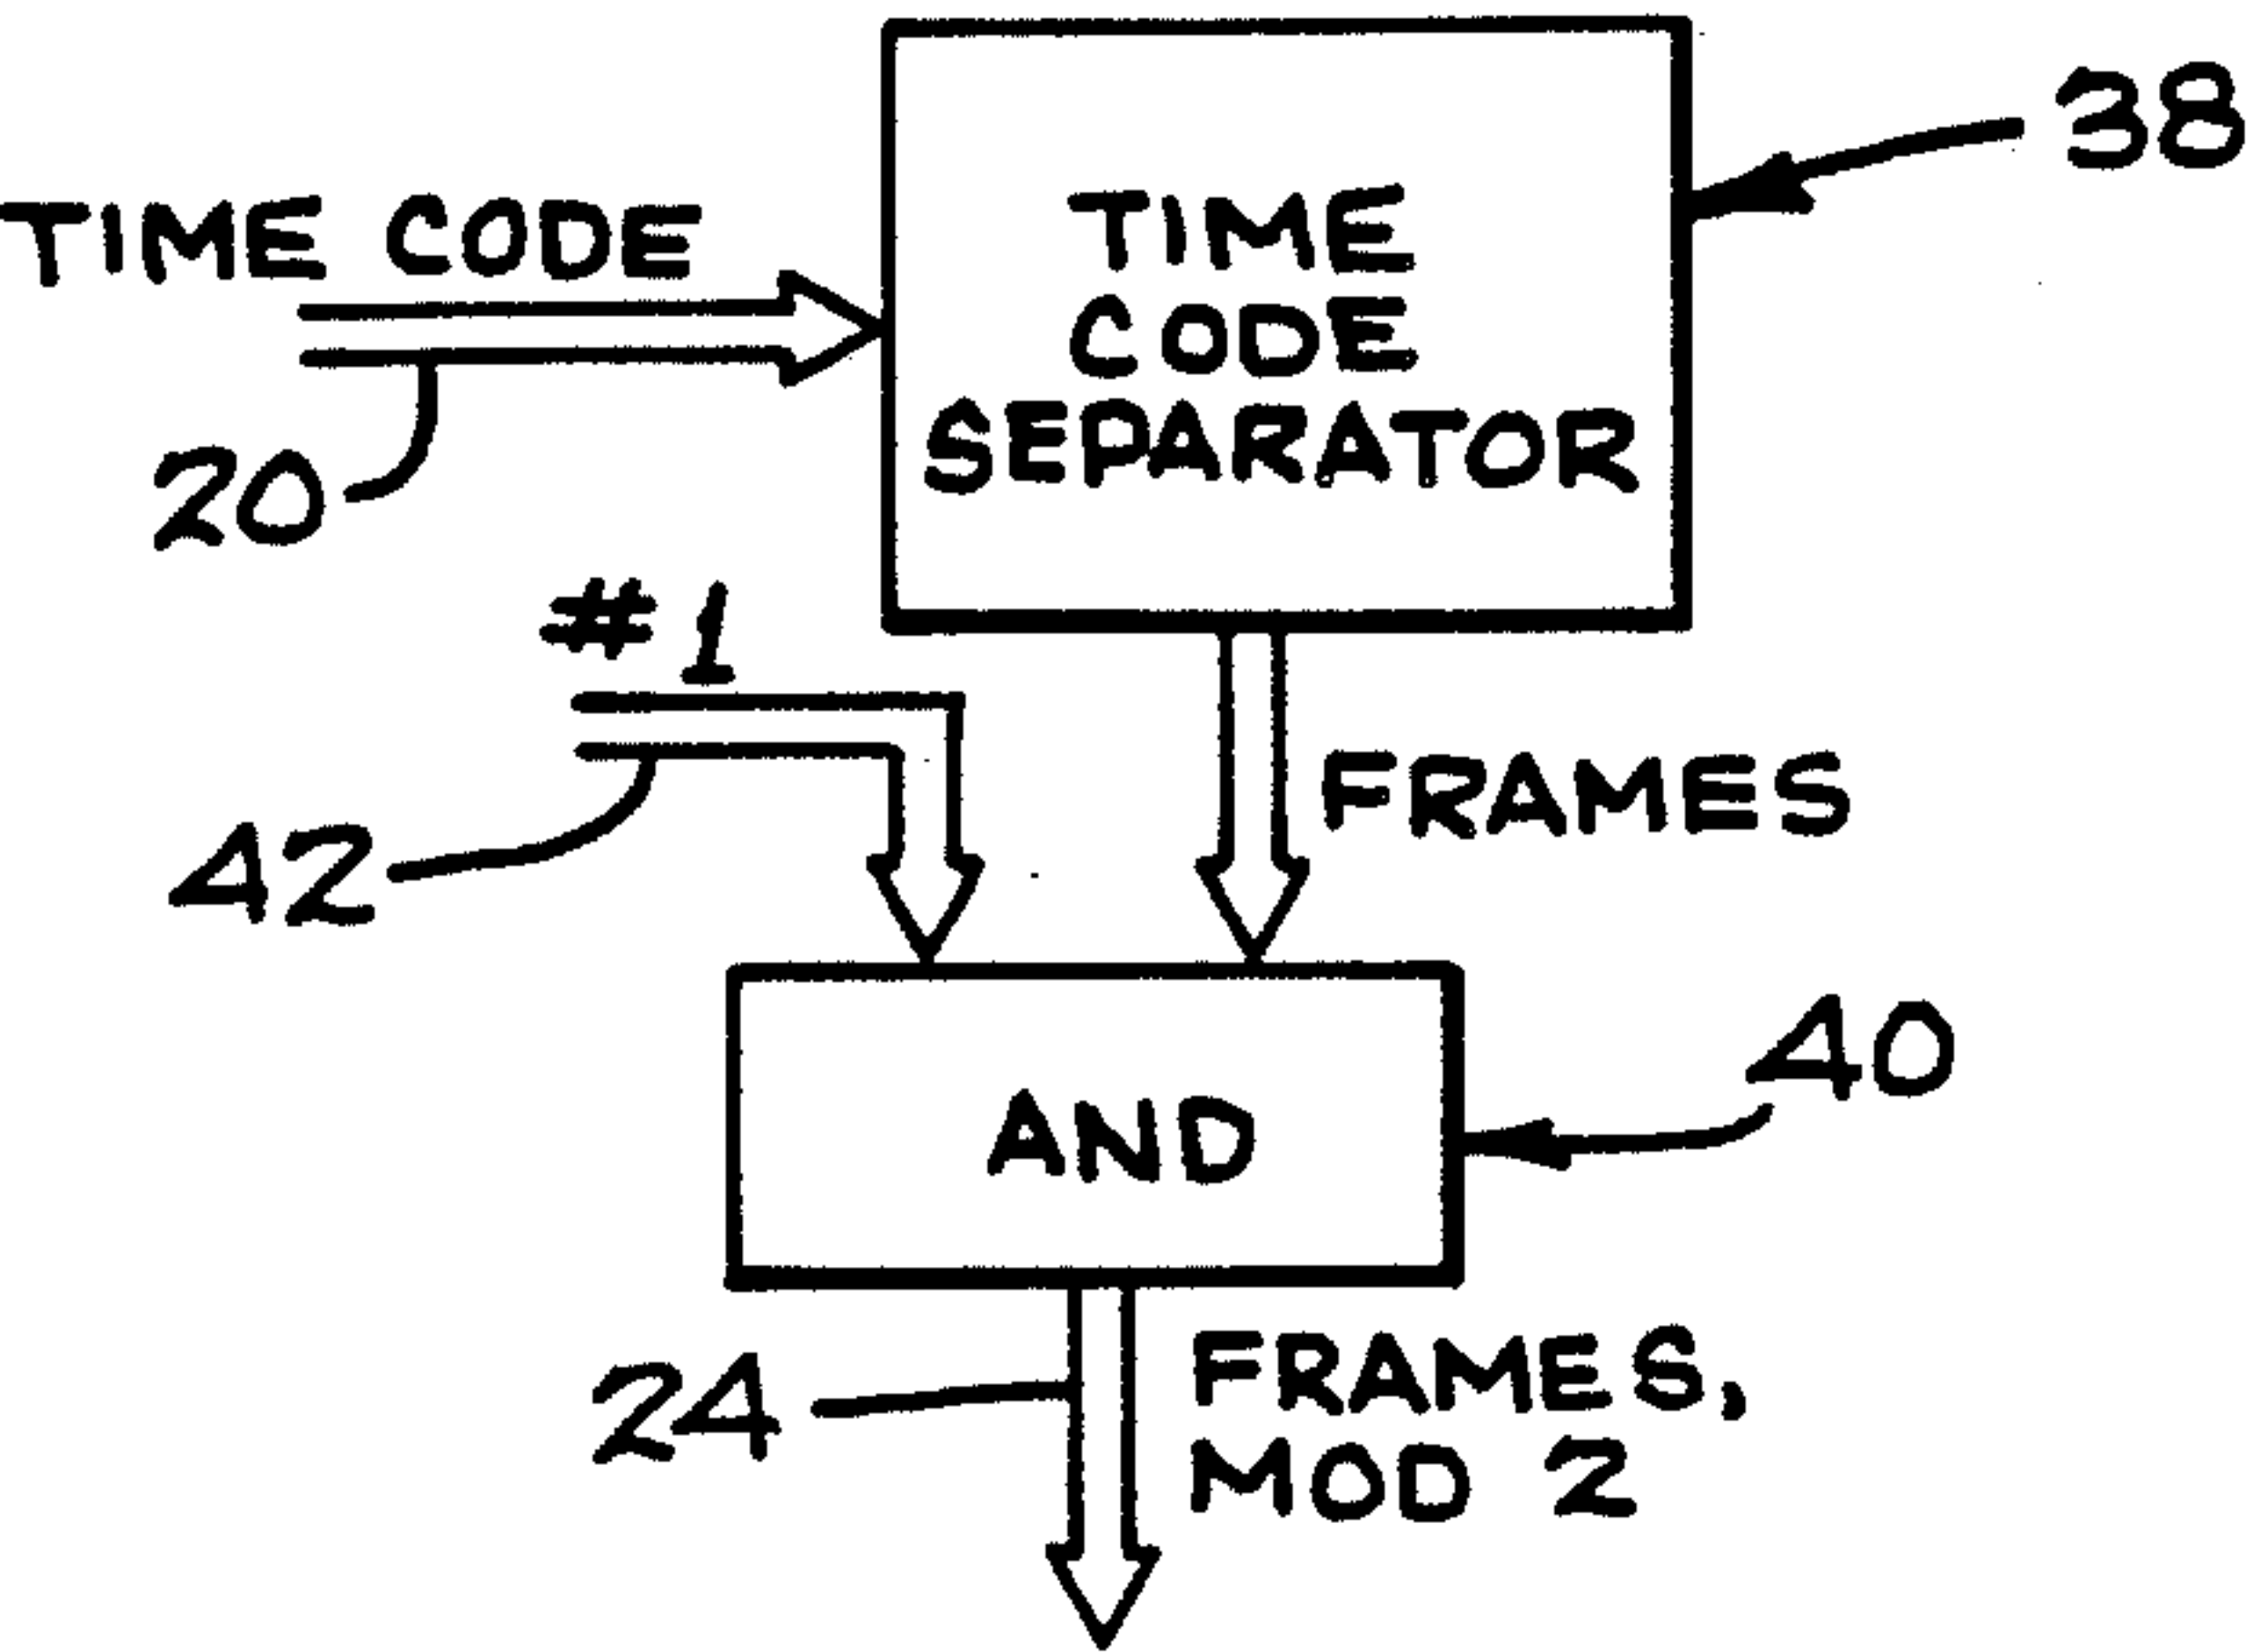 38
TIME CODE
TIME
CODE
SEPARATOR
20
#1
FRAMES
42
40
AND
24
FRAMES,
MOD 2